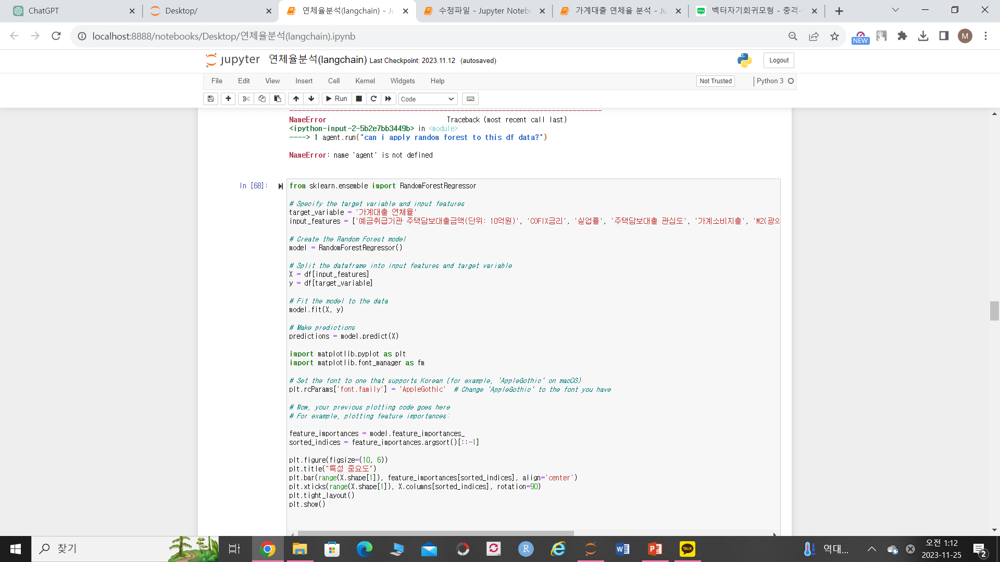 ChatGPT
Desktop/
연체율분석(langchain) - Ju
수정파일 - Jupyter Notebo
가계대출 연체율 분석 - Ju
벡터자기회귀모형 - 충격-
localhost:8888/notebooks/Desktop/연체율분석(langchain).ipynb
NEW
M
jupyter 연체율분석(langchain) Last Checkpoint: 2023.11.12 (autosaved)
Logout
File Edit View Insert Cell Kernel Widgets Help
Not Trusted
Python 3
Run
Code
---------------------------------------------------------------------------
NameError Traceback (most recent call last)
<ipython-input-2-5b2e7bb3449b> in <module>
----> 1 agent.run("can i apply random forest to this df data?")
NameError: name 'agent' is not defined
In [68]:
from sklearn.ensemble import RandomForestRegressor
# Specify the target variable and input features
target_variable = '가계대출 연체율'
input_features = ['예금취급기관 주택담보대출금액(단위: 10억원)', 'COFIX금리', '실업률', '주택담보대출 관심도', '가계소비지출', 'M2(광의
# Create the Random Forest model
model = RandomForestRegressor()
# Split the dataframe into input features and target variable
X = df[input_features]
y = df[target_variable]
# Fit the model to the data
model.fit(X, y)
# Make predictions
predictions = model.predict(X)
import matplotlib.pyplot as plt
import matplotlib.font_manager as fm
# Set the font to one that supports Korean (for example, 'AppleGothic' on macOS)
plt.rcParams['font.family'] = 'AppleGothic'  # Change 'AppleGothic' to the font you have
# Now, your previous plotting code goes here
# For example, plotting feature importances:
feature_importances = model.feature_importances_
sorted_indices = feature_importances.argsort()[::-1]
plt.figure(figsize=(10, 6))
plt.title("특성 중요도")
plt.bar(range(X.shape[1]), feature_importances[sorted_indices], align='center')
plt.xticks(range(X.shape[1]), X.columns[sorted_indices], rotation=90)
plt.tight_layout()
plt.show()
찾기
R
TALK
역대...
오전 1:12
2023-11-25
2